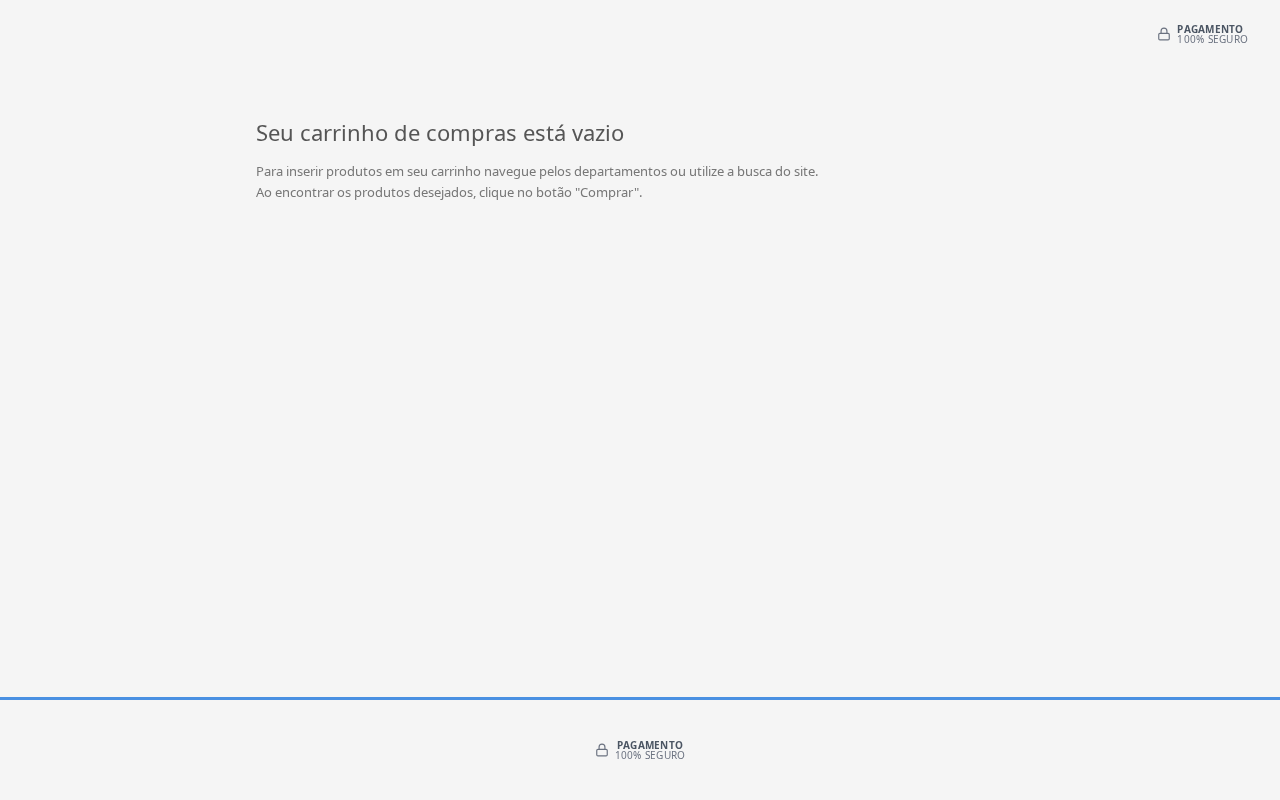 PAGAMENTO
100% SEGURO
Seu carrinho de compras está vazio
Para inserir produtos em seu carrinho navegue pelos departamentos ou utilize a busca do site.
Ao encontrar os produtos desejados, clique no botão "Comprar".
PAGAMENTO
100% SEGURO